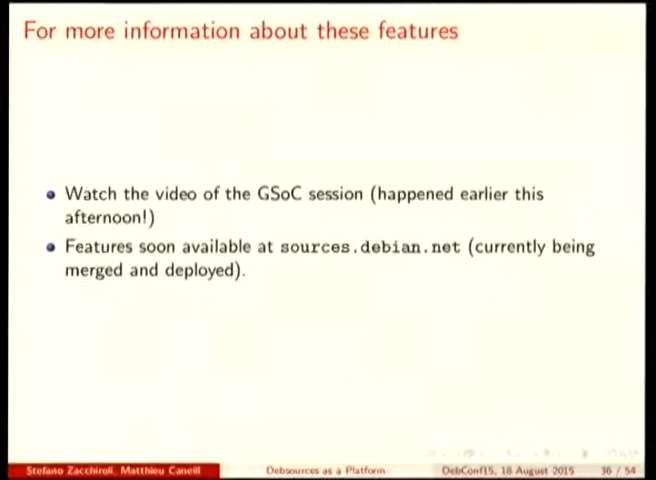 For more information about these features
Watch the video of the GSoC session (happened earlier this
afternoon!)
Features soon available at sources.debian.net (currently being
merged and deployed).
Stefano Zacchiroli, Matthieu Caneill
Debsources as a Platform
DebConf15, 18 August 2015
36 / 54